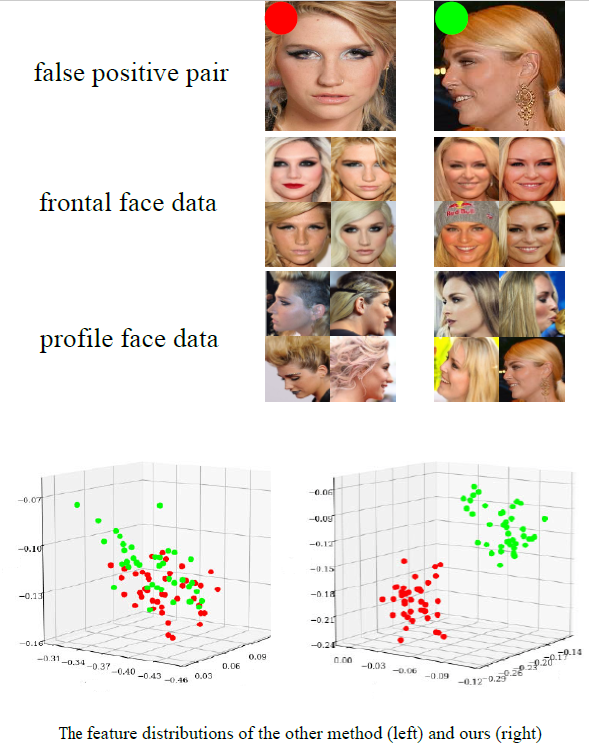 false positive pair
frontal face data
Red Bull
profile face data
−0.07
−0.10
−0.13
−0.16
−0.31 −0.34 −0.37 −0.40 −0.43 −0.46
0.03 0.06 0.09
−0.06
−0.09
−0.12
−0.15
−0.18
−0.21
−0.24
0.00 −0.03 −0.06 −0.09 −0.12
−0.29 −0.26 −0.23 −0.20 −0.17 −0.14
The feature distributions of the other method (left) and ours (right)